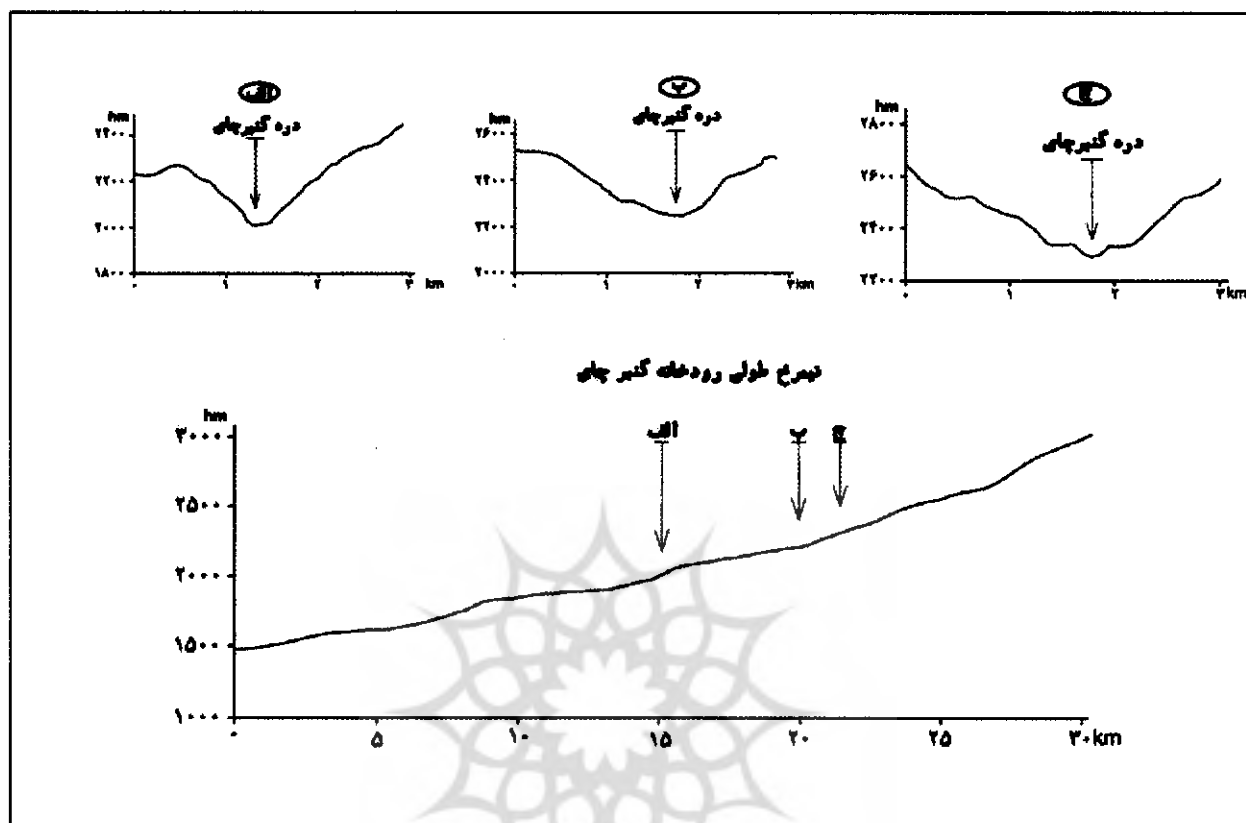 الف
دره گنبرچای
hm
۲۴۰۰
۲۲۰۰
۲۰۰۰
۱۸۰۰
۰ ۱ ۲ ۳ km
ب
دره گنبرچای
hm
۲۶۰۰
۲۴۰۰
۲۲۰۰
۲۰۰۰
۰ ۱ ۲ ۳ km
ج
دره گنبرچای
hm
۲۸۰۰
۲۶۰۰
۲۴۰۰
۲۲۰۰
۰ ۱ ۲ ۳ km
نیمرخ طولی رودخانه گنبر چای
hm
الف ب ج
۳۰۰۰
۲۵۰۰
۲۰۰۰
۱۵۰۰
۱۰۰۰
۰ ۵ ۱۰ ۱۵ ۲۰ ۲۵ ۳۰ km